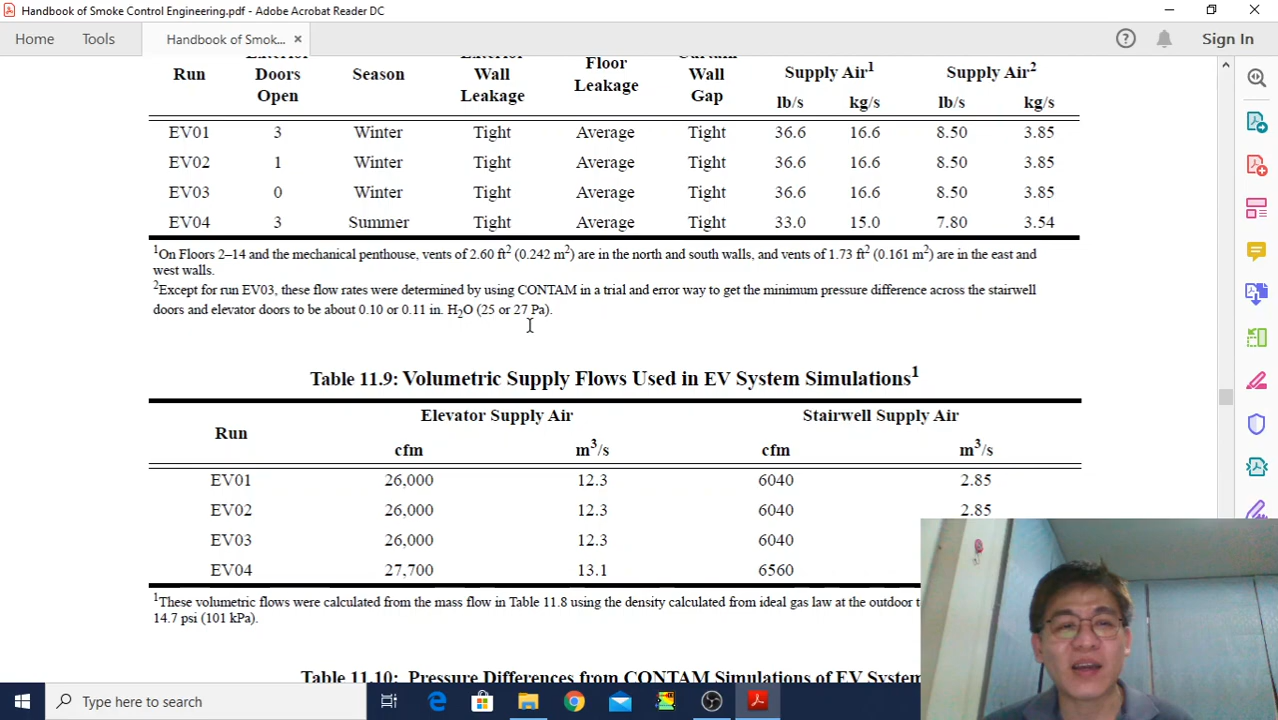 Handbook of Smoke Control Engineering.pdf - Adobe Acrobat Reader DC
Home Tools Handbook of Smok... Sign In
Run Doors Season Wall Floor Wall Supply Air1 Supply Air2
Open Leakage Leakage Gap lb/s kg/s lb/s kg/s
EV01 3 Winter Tight Average Tight 36.6 16.6 8.50 3.85
EV02 1 Winter Tight Average Tight 36.6 16.6 8.50 3.85
EV03 0 Winter Tight Average Tight 36.6 16.6 8.50 3.85
EV04 3 Summer Tight Average Tight 33.0 15.0 7.80 3.54
1On Floors 2–14 and the mechanical penthouse, vents of 2.60 ft2 (0.242 m2) are in the north and south walls, and vents of 1.73 ft2 (0.161 m2) are in the east and
west walls.
2Except for run EV03, these flow rates were determined by using CONTAM in a trial and error way to get the minimum pressure difference across the stairwell
doors and elevator doors to be about 0.10 or 0.11 in. H2O (25 or 27 Pa).
Table 11.9: Volumetric Supply Flows Used in EV System Simulations1
Run Elevator Supply Air Stairwell Supply Air
cfm m3/s cfm m3/s
EV01 26,000 12.3 6040 2.85
EV02 26,000 12.3 6040 2.85
EV03 26,000 12.3 6040
EV04 27,700 13.1 6560
1These volumetric flows were calculated from the mass flow in Table 11.8 using the density calculated from ideal gas law at the outdoor
14.7 psi (101 kPa).
Table 11.10: Pressure Differences from CONTAM Simulations of EV System
Type here to search